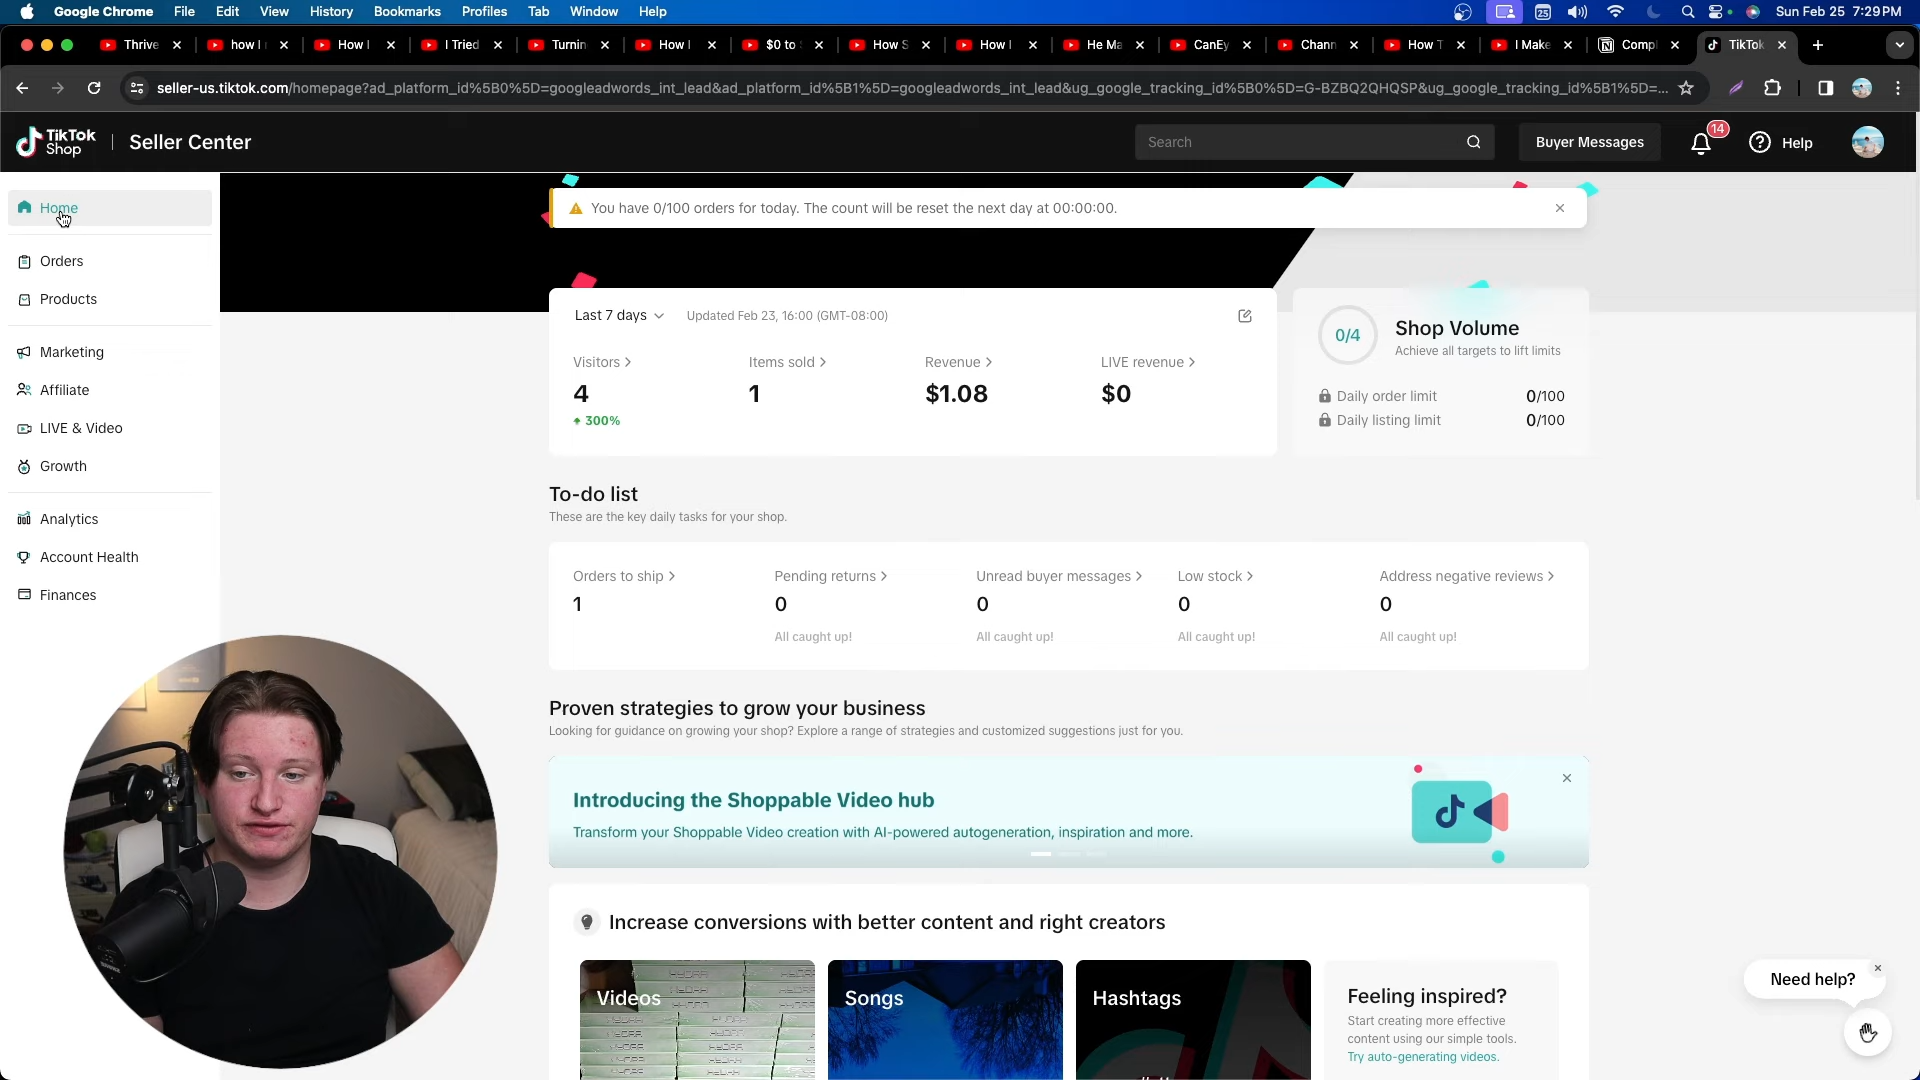 Google Chrome File Edit View History Bookmarks Profiles Tab Window Help
25
Sun Feb 25 7:29PM
Thrive
how I
How I
I Tried
Turnin
How I
$0 to
How S
How I
He Ma
CanEy
Chann
How T
I Make
Compl
TikTok
seller-us.tiktok.com/homepage?ad_platform_id%5B0%5D=googleadwords_int_lead&ad_platform_id%5B1%5D=googleadwords_int_lead&ug_google_tracking_id%5B0%5D=G-BZBQ2QHQSP&ug_google_tracking_id%5B1%5D=...
TikTok
Shop
Seller Center
Search
Buyer Messages
14
Help
Home
Orders
Products
Marketing
Affiliate
LIVE & Video
Growth
Analytics
Account Health
Finances
You have 0/100 orders for today. The count will be reset the next day at 00:00:00.
Last 7 days
Updated Feb 23, 16:00 (GMT-08:00)
Visitors
4
300%
Items sold
1
Revenue
$1.08
LIVE revenue
$0
0/4
Shop Volume
Achieve all targets to lift limits
Daily order limit 0/100
Daily listing limit 0/100
To-do list
These are the key daily tasks for your shop.
Orders to ship
1
Pending returns
0
All caught up!
Unread buyer messages
0
All caught up!
Low stock
0
All caught up!
Address negative reviews
0
All caught up!
Proven strategies to grow your business
Looking for guidance on growing your shop? Explore a range of strategies and customized suggestions just for you.
Introducing the Shoppable Video hub
Transform your Shoppable Video creation with AI-powered autogeneration, inspiration and more.
Increase conversions with better content and right creators
Videos
Songs
Hashtags
Feeling inspired?
Start creating more effective
content using our simple tools.
Try auto-generating videos.
Need help?